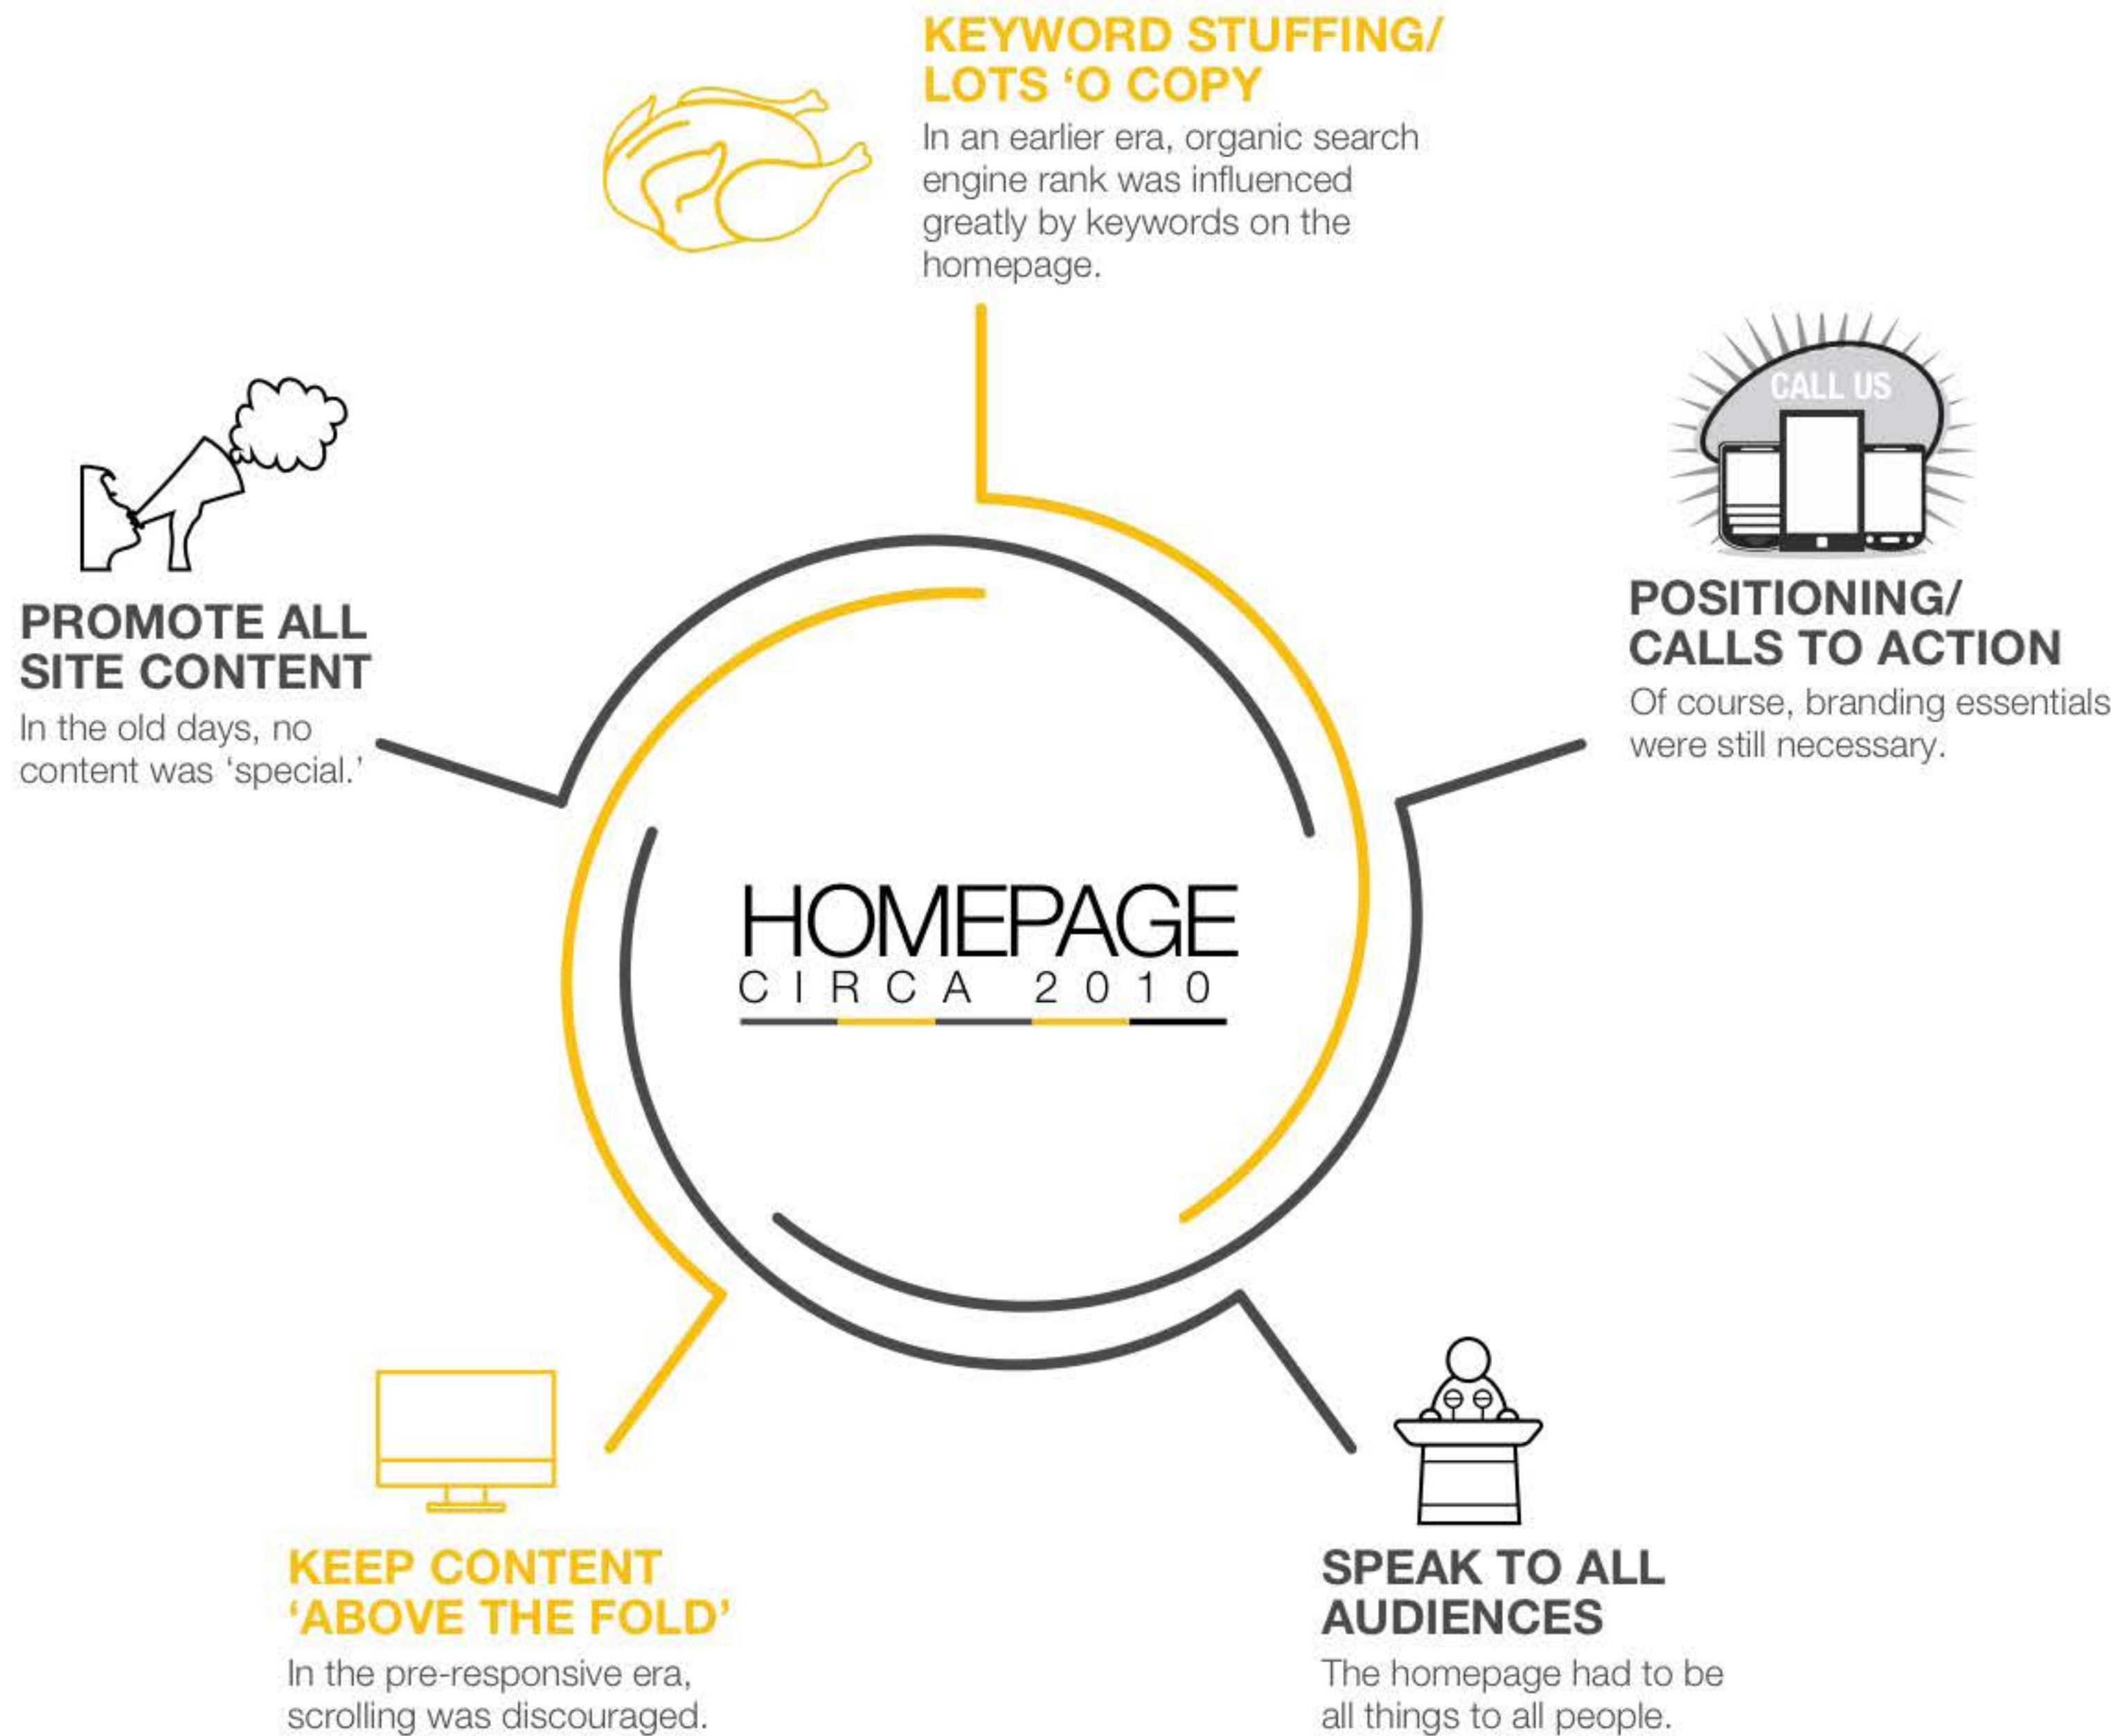 KEYWORD STUFFING/
LOTS ‘O COPY
In an earlier era, organic search
engine rank was influenced
greatly by keywords on the
homepage.
CALL US
POSITIONING/
CALLS TO ACTION
Of course, branding essentials
were still necessary.
PROMOTE ALL
SITE CONTENT
In the old days, no
content was ‘special.’
HOMEPAGE
CIRCA 2010
KEEP CONTENT
‘ABOVE THE FOLD’
In the pre-responsive era,
scrolling was discouraged.
SPEAK TO ALL
AUDIENCES
The homepage had to be
all things to all people.